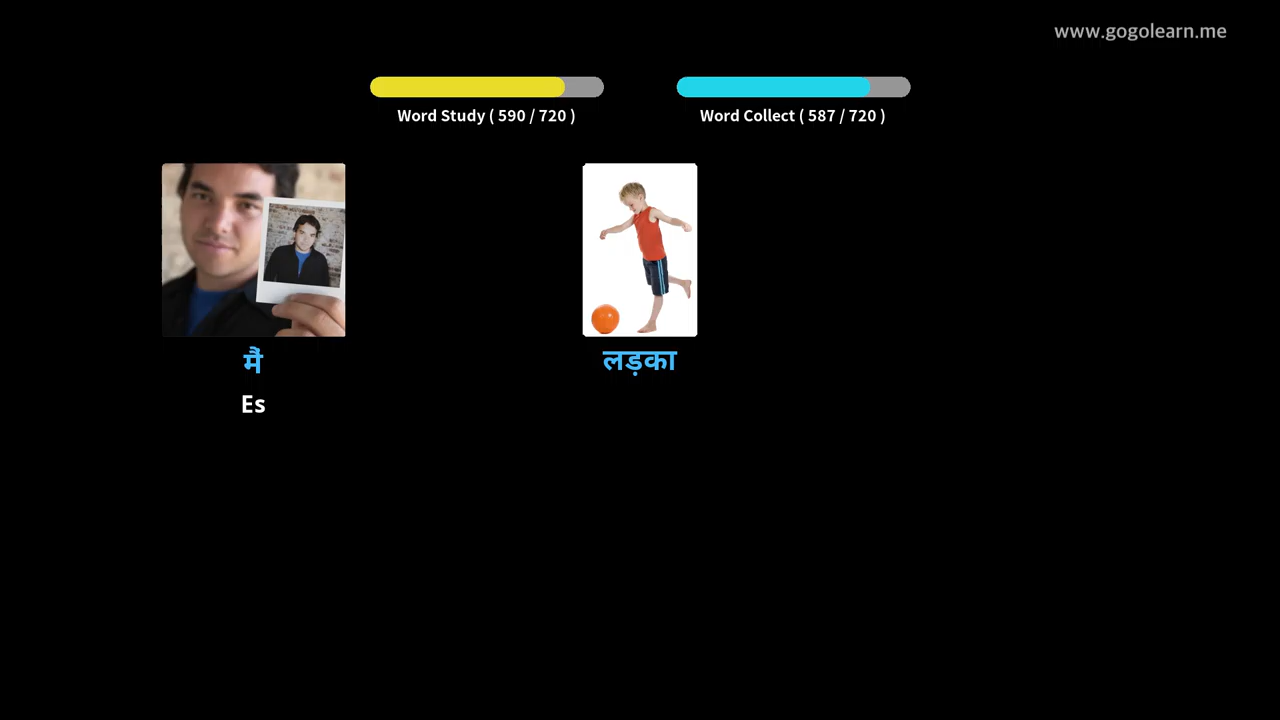 www.gogolearn.me
Word Study ( 590 / 720 )
Word Collect ( 587 / 720 )
मैं
लड़का
Es